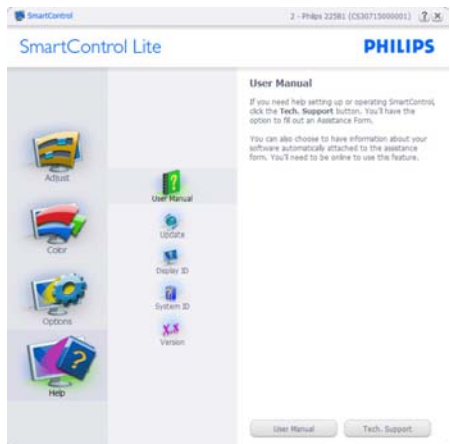 SmartControl
2 - Philips 225B1 (CS30715000001)
? X
SmartControl Lite
PHILIPS
Adjust
Color
Options
Help
User Manual
Update
Display ID
System ID
X.X
Version
User Manual
If you need help setting up or operating SmartControl,
click the Tech. Support button. You'll have the
option to fill out an Assistance Form.
You can also choose to have information about your
software automatically attached to the assistance
form. You'll need to be online to use this feature.
User Manual
Tech. Support